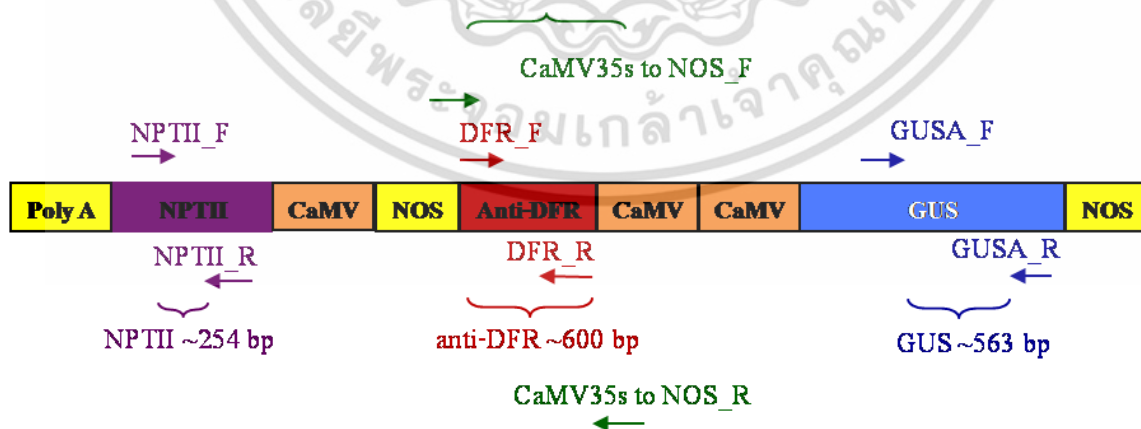 CaMV35s to NOS_F
NPTII_F
DFR_F
GUSA_F
Poly A NPTII CaMV NOS Anti-DFR CaMV CaMV GUS NOS
NPTII_R
DFR_R
GUSA_R
NPTII ~254 bp
anti-DFR ~600 bp
GUS ~563 bp
CaMV35s to NOS_R